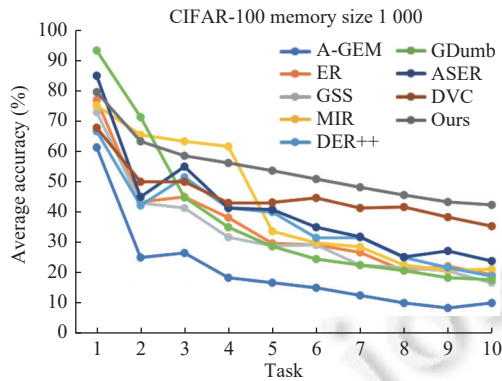 CIFAR-100 memory size 1 000
Average accuracy (%)
100
90
80
70
60
50
40
30
20
10
0
A-GEM
ER
GSS
MIR
DER++
GDumb
ASER
DVC
Ours
1 2 3 4 5 6 7 8 9 10
Task